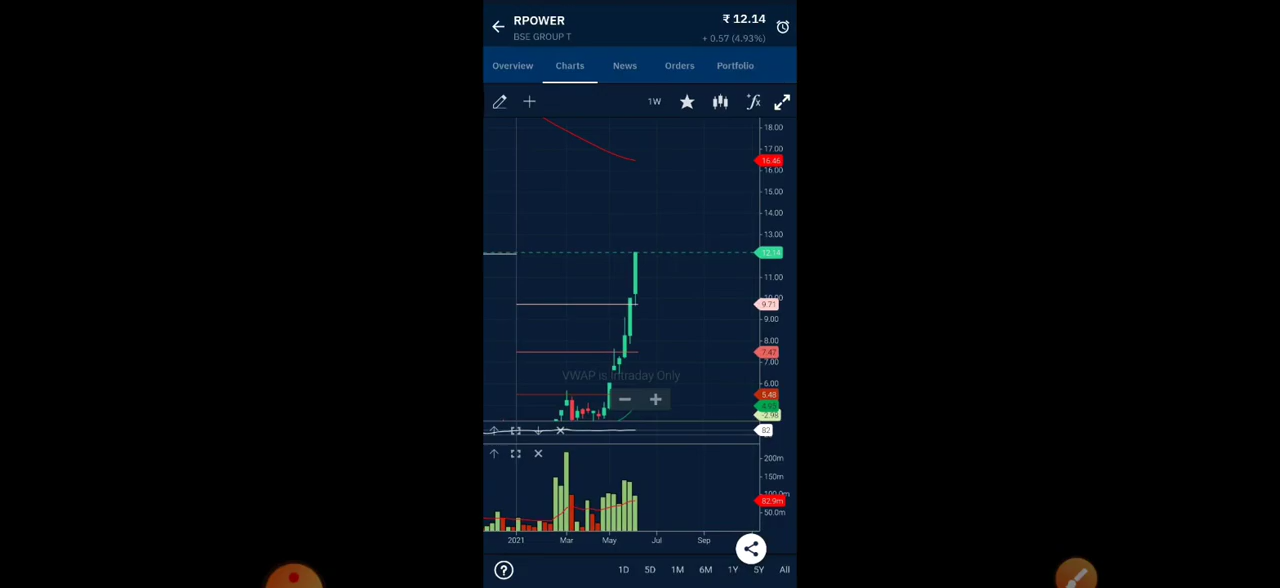 RPOWER
₹ 12.14
BSE GROUP T
+ 0.57 (4.93%)
Overview Charts News Orders Portfolio
1W
18.00
17.00
16.46
16.00
15.00
14.00
13.00
12.14
11.00
9.71
9.00
8.00
7.47
7.00
VWAP is Intraday Only
6.00
5.48
82
200m
150m
100.0m
82.9m
50.0m
2021 Mar May Jul Sep
1D 5D 1M 6M 1Y 5Y All